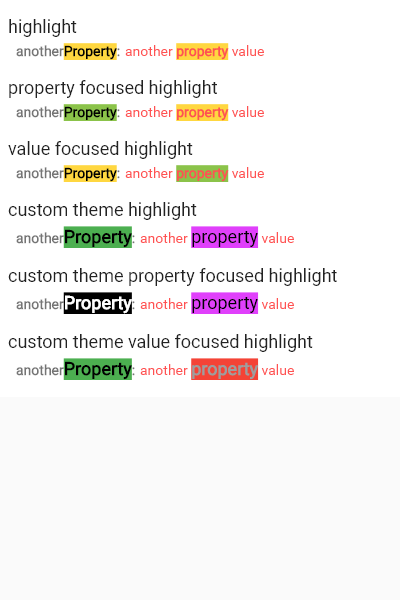 highlight
anotherProperty: another property value
property focused highlight
anotherProperty: another property value
value focused highlight
anotherProperty: another property value
custom theme highlight
anotherProperty: another property value
custom theme property focused highlight
anotherProperty: another property value
custom theme value focused highlight
anotherProperty: another property value